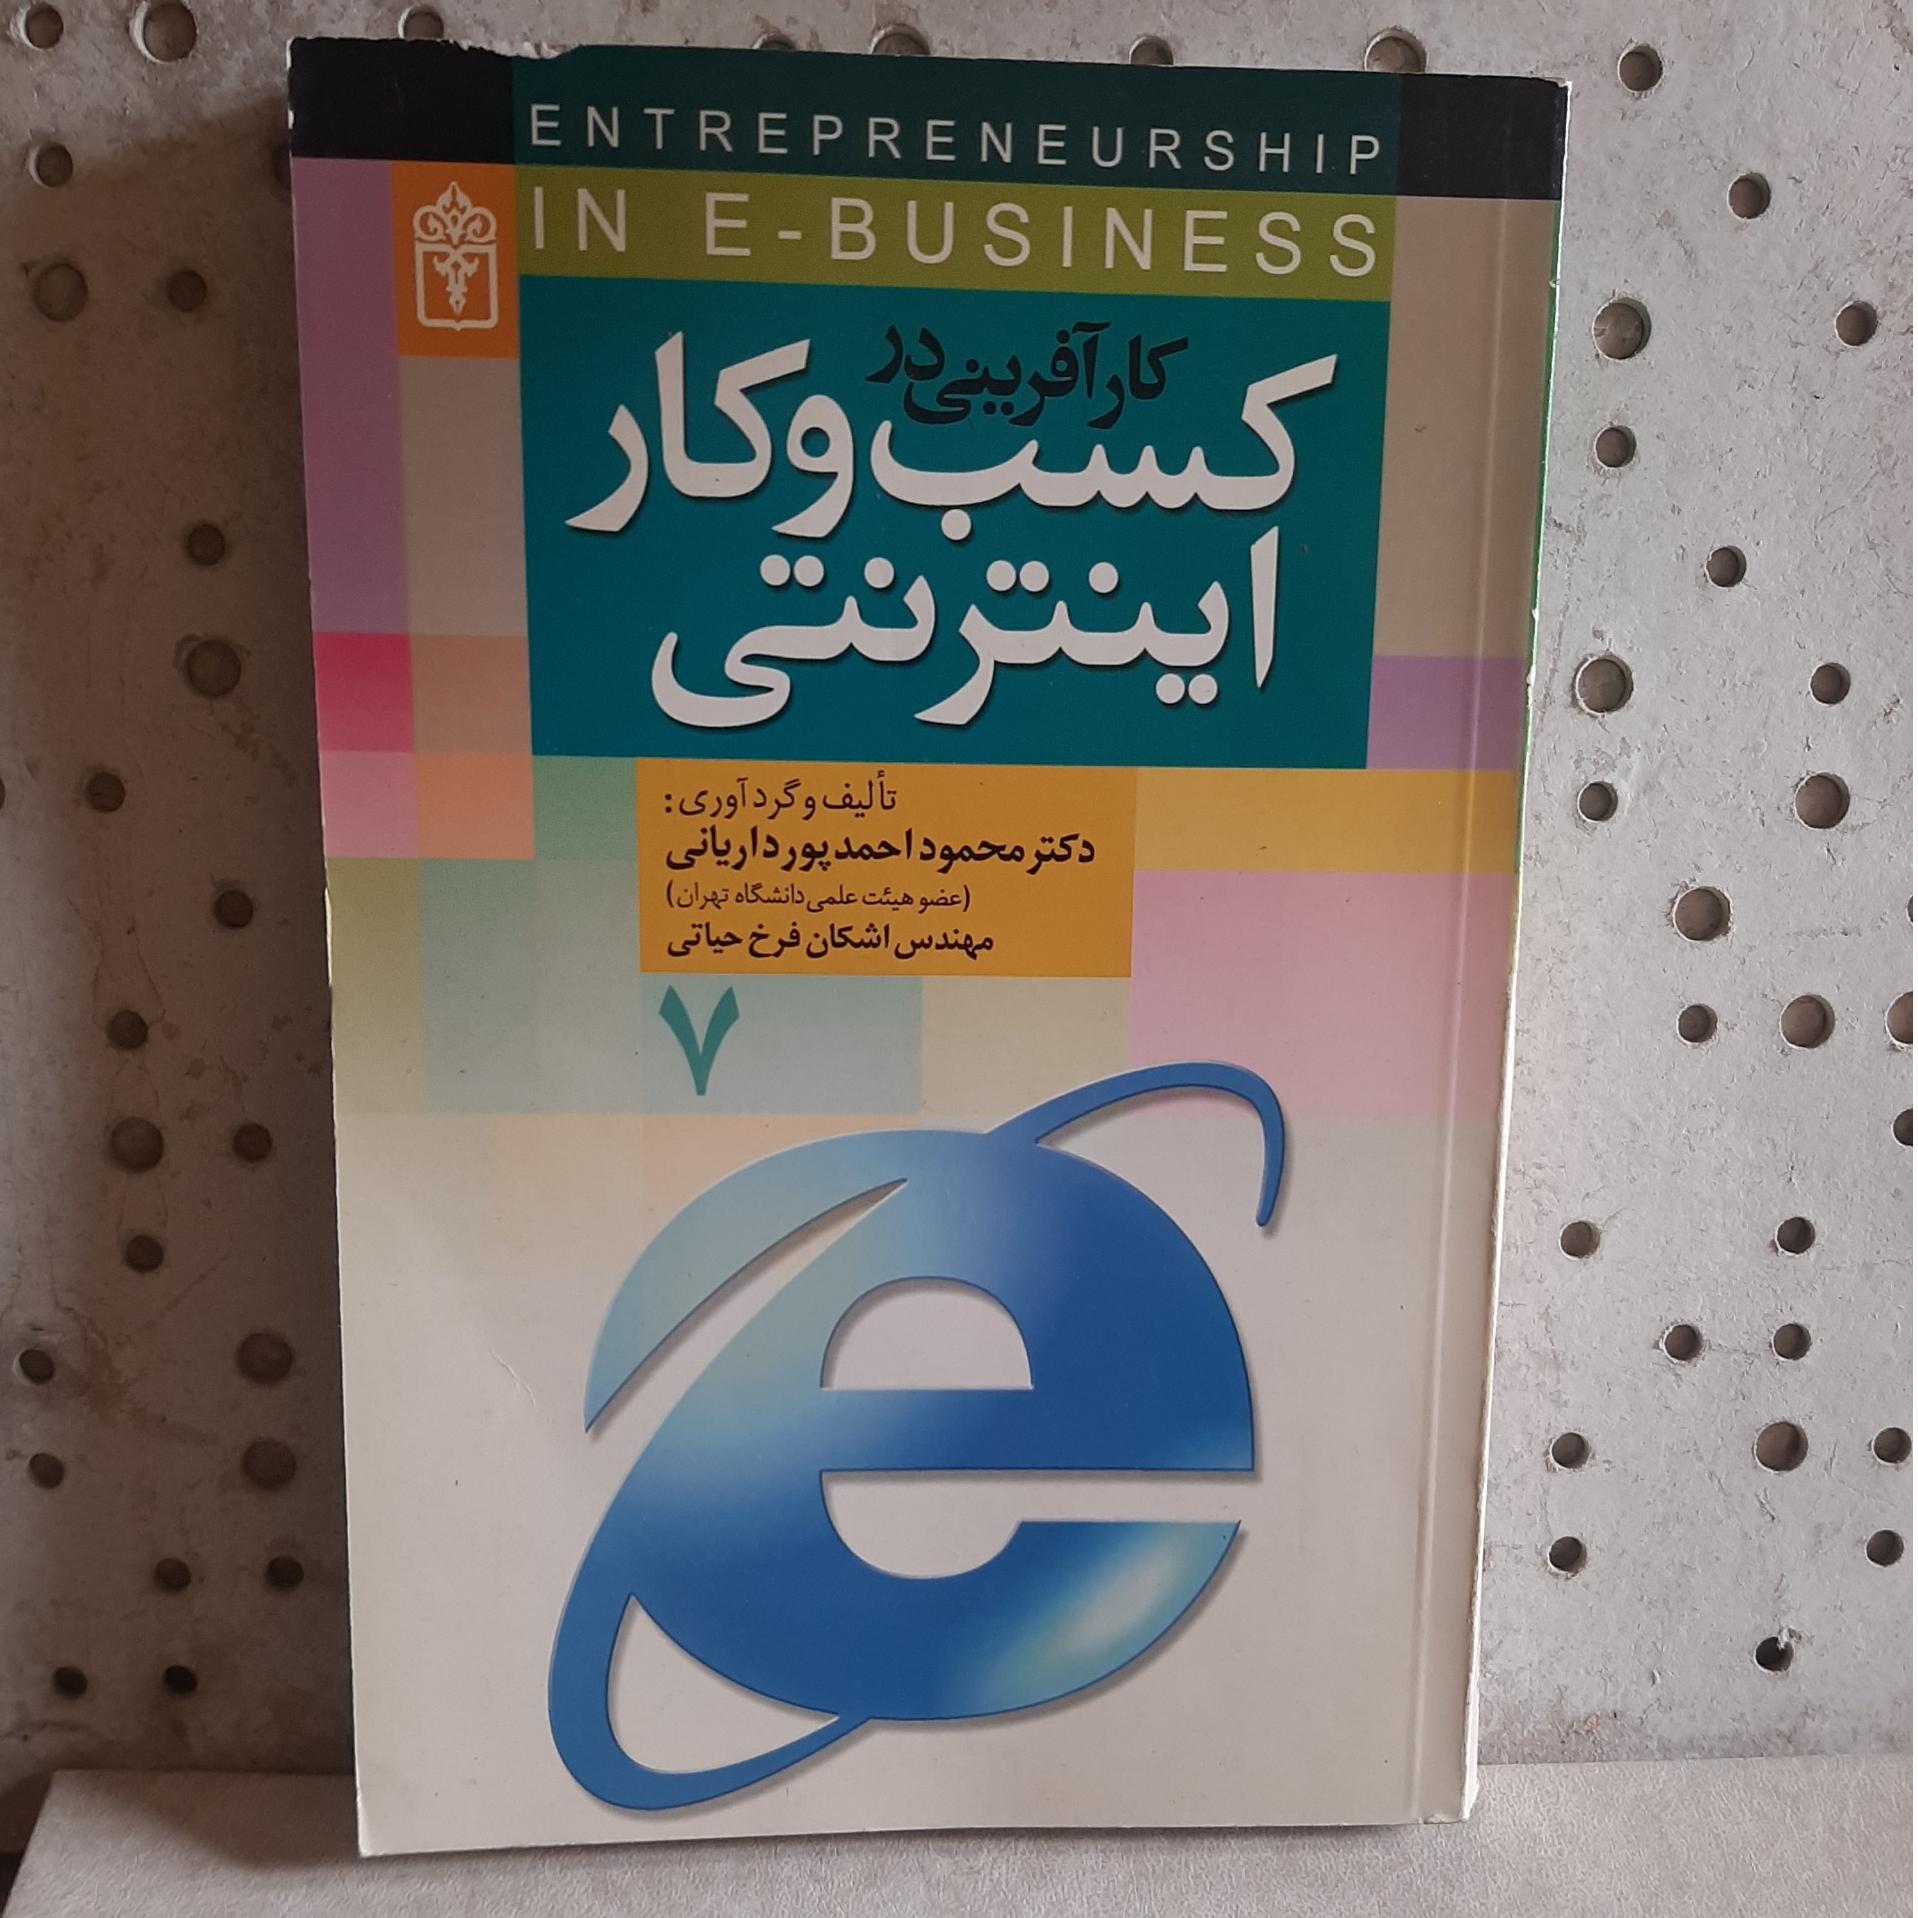 ENTREPRENEURSHIP
IN E-BUSINESS
کارآفرینی در
کسب و کار
اینترنتی
تألیف و گردآوری:
دکتر محمود احمدپور داریانی
(عضو هیئت علمی دانشگاه تهران)
مهندس اشکان فرخ حیاتی
۷
e